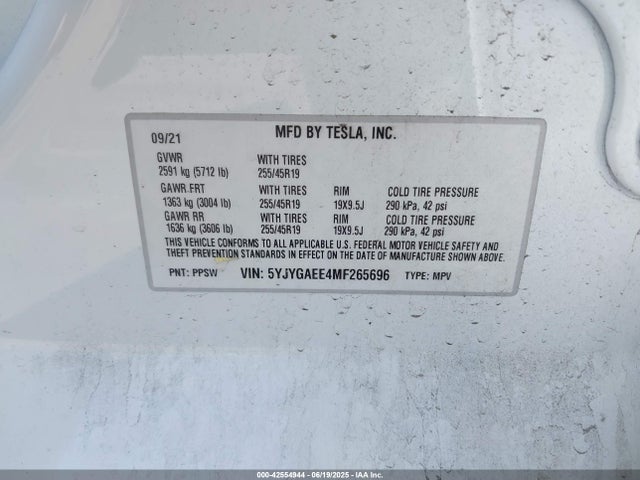 09/21 MFD BY TESLA, INC.
GVWR WITH TIRES
2591 kg (5712 lb) 255/45R19
GAWR FRT WITH TIRES RIM COLD TIRE PRESSURE
1363 kg (3004 lb) 255/45R19 19X9.5J 290 kPa, 42 psi
GAWR RR WITH TIRES RIM COLD TIRE PRESSURE
1636 kg (3606 lb) 255/45R19 19X9.5J 290 kPa, 42 psi
THIS VEHICLE CONFORMS TO ALL APPLICABLE U.S. FEDERAL MOTOR VEHICLE SAFETY AND
THEFT PREVENTION STANDARDS IN EFFECT ON THE DATE OF MANUFACTURE SHOWN ABOVE.
PNT: PPSW VIN: 5YJYGAEE4MF265696 TYPE: MPV
000-42554944 | 06/19/2025 | IAA Inc.